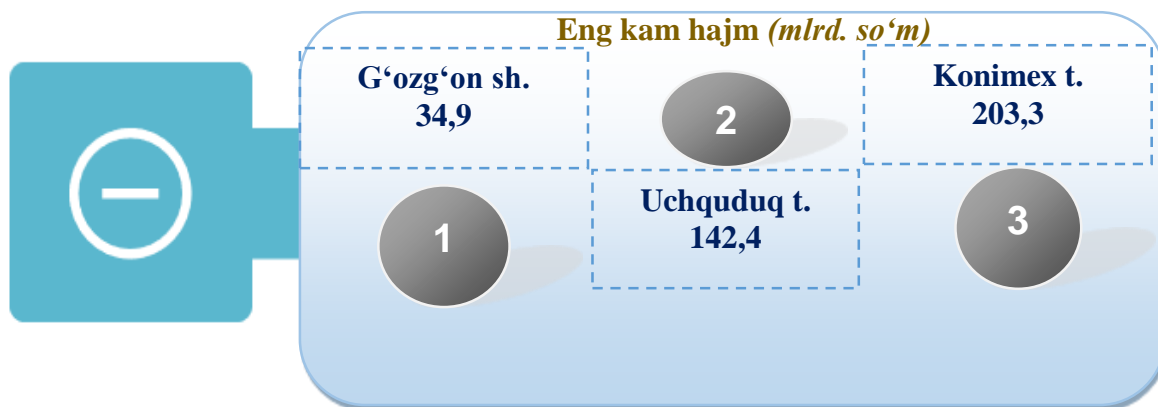 Eng kam hajm (mlrd. so‘m)
G‘ozg‘on sh.
34,9
1
2
Uchquduq t.
142,4
Konimex t.
203,3
3